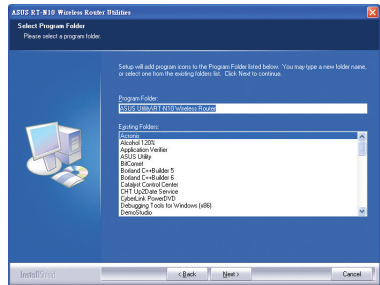 ASUS RT-N10 Wireless Router Utilities
Select Program Folder
Please select a program folder.
Setup will add program icons to the Program Folder listed below. You may type a new folder name,
or select one from the existing folders list. Click Next to continue.
Program Folder:
ASUS Utility\RT-N10 Wireless Router
Existing Folders:
Acronis
Alcohol 120%
Application Verifier
ASUS Utility
BitComet
Borland C++Builder 5
Borland C++Builder 6
Catalyst Control Center
CHT Up2Date Service
CyberLink PowerDVD
Debugging Tools for Windows (x86)
DemoStudio
InstallShield
< Back
Next >
Cancel